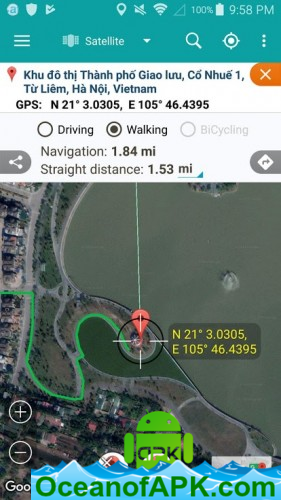 100% 9:58 PM
Satellite
Khu đô thị Thành phố Giao lưu, Cổ Nhuế 1,
Từ Liêm, Hà Nội, Vietnam
GPS: N 21° 3.0305, E 105° 46.4395
Driving Walking BiCycling
Navigation: 1.84 mi
Straight distance: 1.53 mi
N 21° 3.0305,
E 105° 46.4395
APK
Goo
OceanofAPK.com